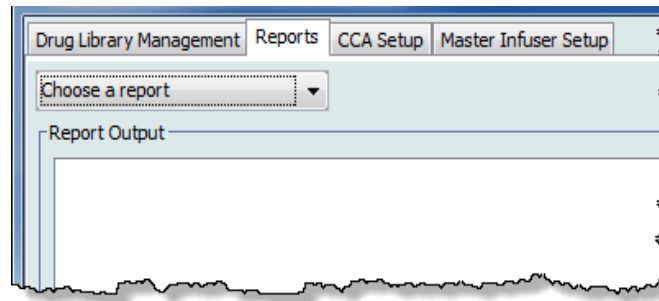 Drug Library Management Reports CCA Setup Master Infuser Setup
Choose a report
Report Output